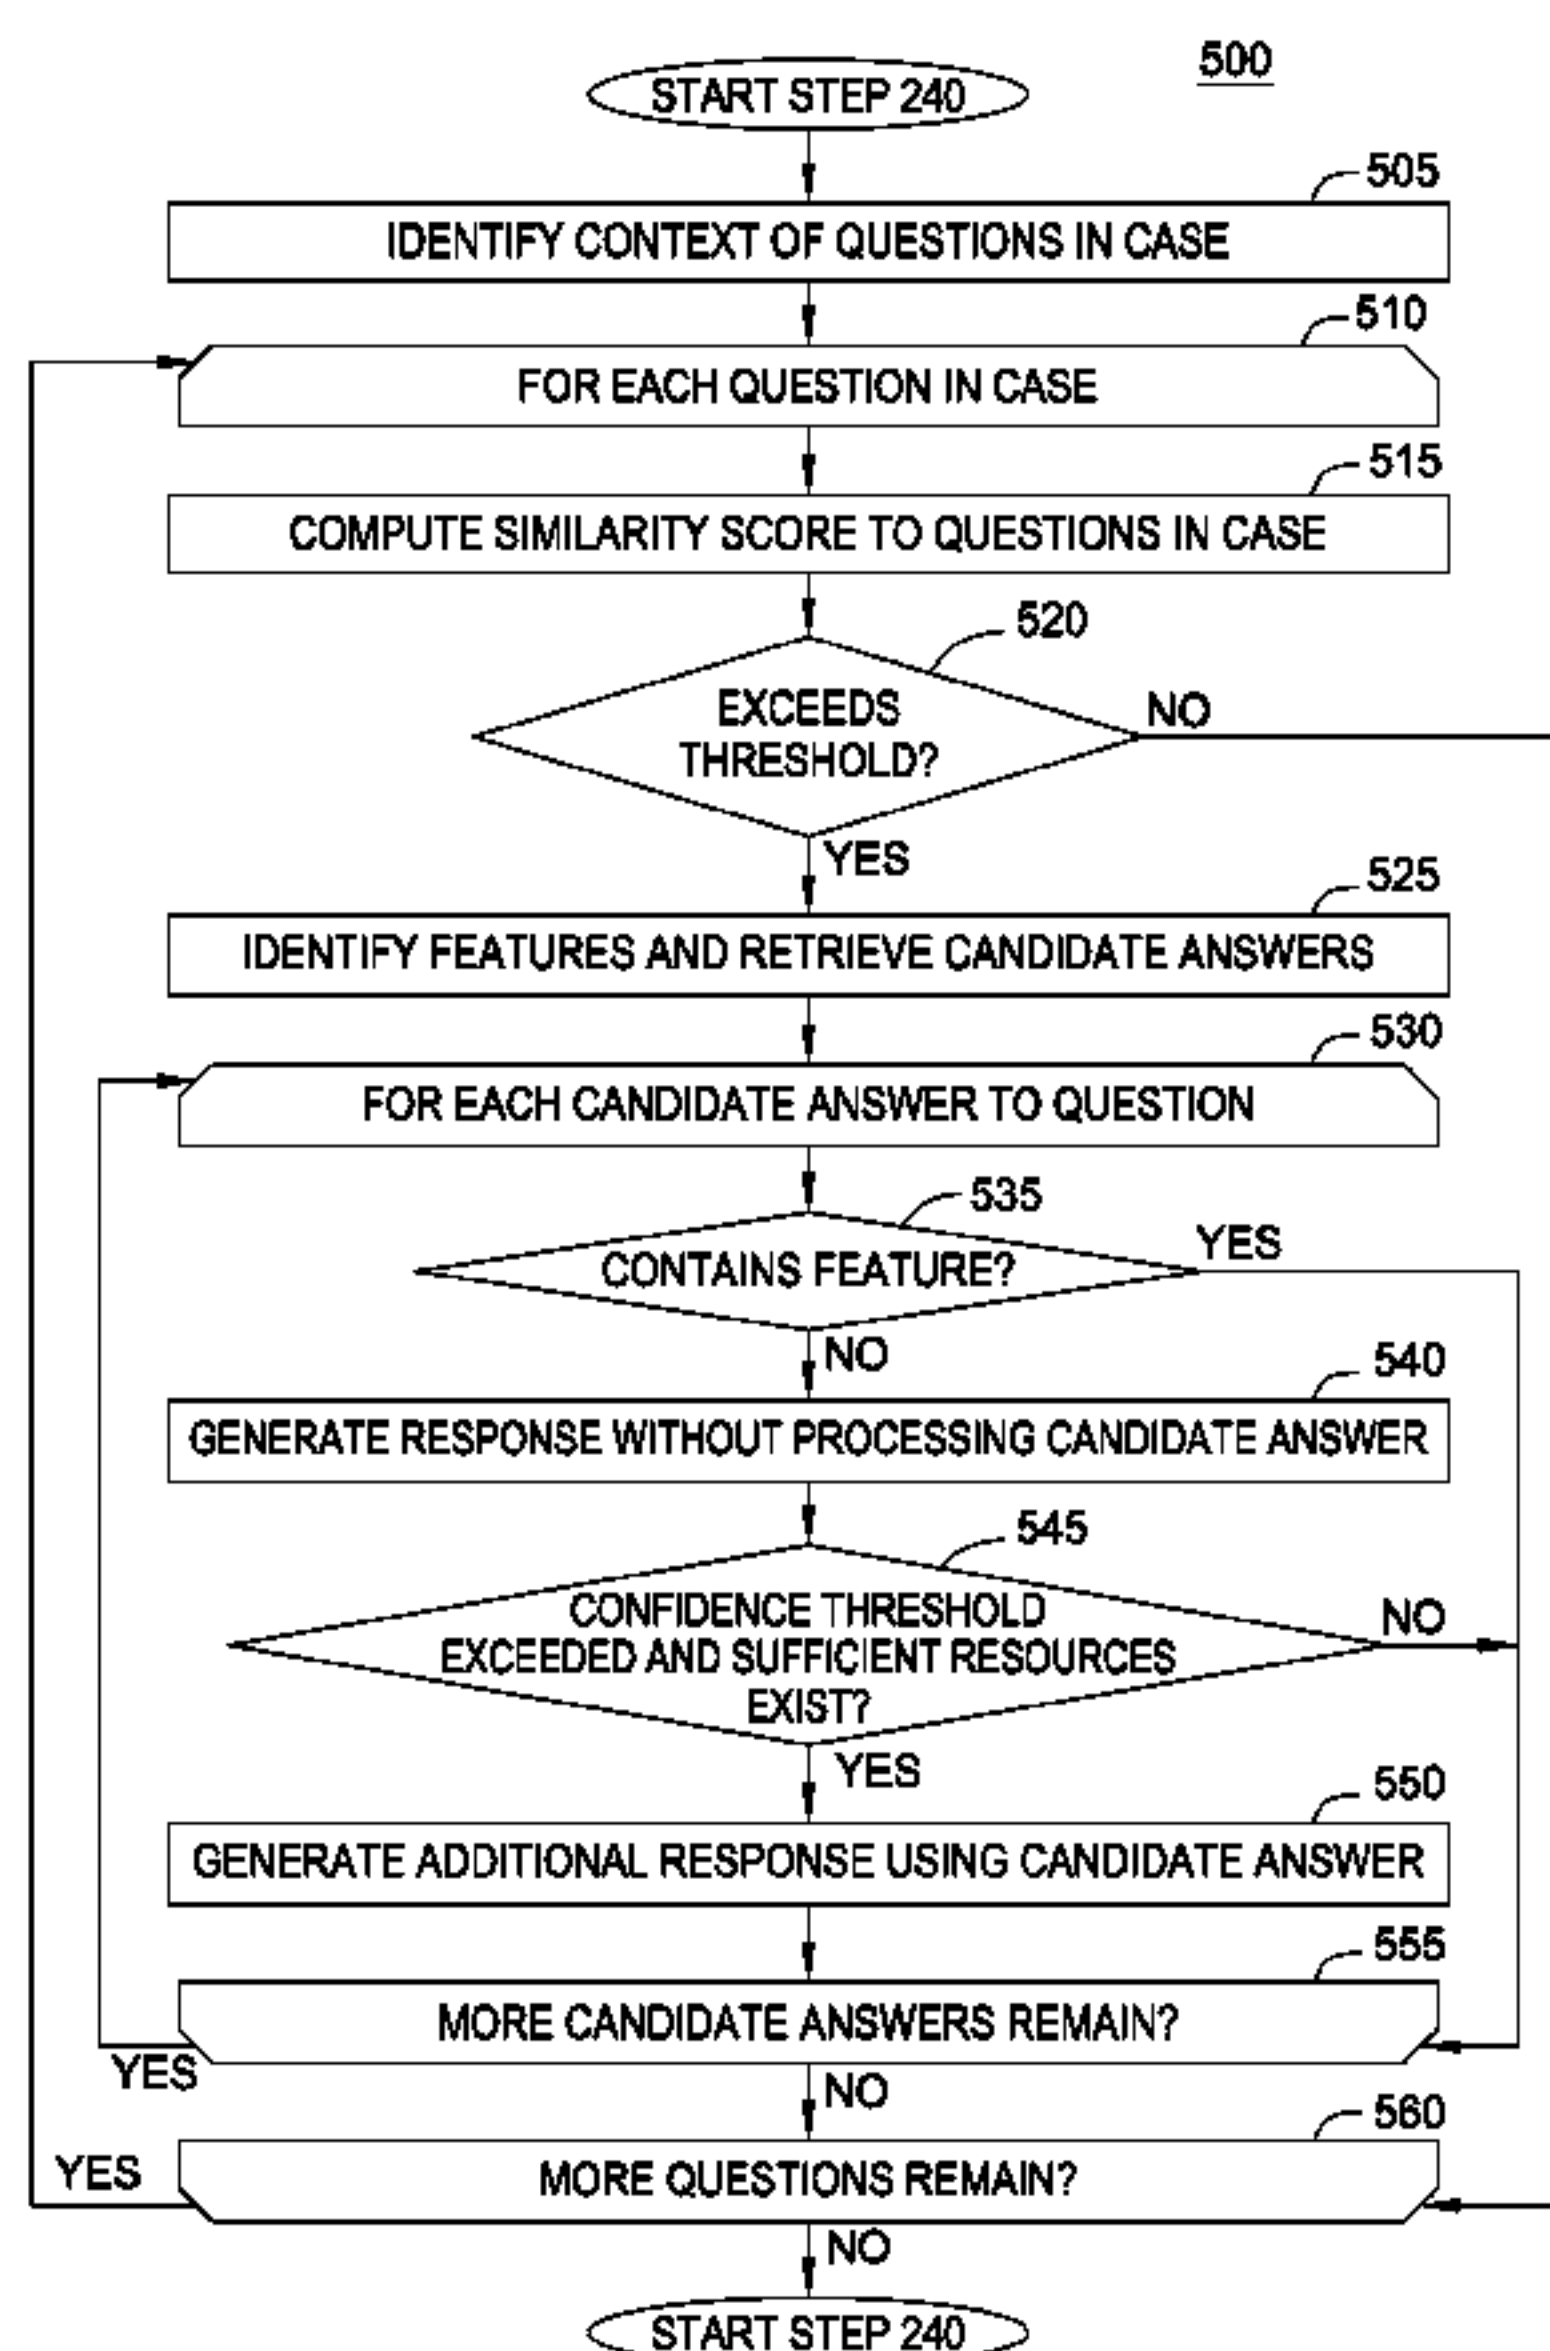 500
START STEP 240
505
IDENTIFY CONTEXT OF QUESTIONS IN CASE
510
FOR EACH QUESTION IN CASE
515
COMPUTE SIMILARITY SCORE TO QUESTIONS IN CASE
520
EXCEEDS
THRESHOLD?
NO
YES
525
IDENTIFY FEATURES AND RETRIEVE CANDIDATE ANSWERS
530
FOR EACH CANDIDATE ANSWER TO QUESTION
535
CONTAINS FEATURE?
YES
NO
540
GENERATE RESPONSE WITHOUT PROCESSING CANDIDATE ANSWER
545
CONFIDENCE THRESHOLD
EXCEEDED AND SUFFICIENT RESOURCES
EXIST?
NO
YES
550
GENERATE ADDITIONAL RESPONSE USING CANDIDATE ANSWER
555
MORE CANDIDATE ANSWERS REMAIN?
YES
NO
560
MORE QUESTIONS REMAIN?
YES
NO
START STEP 240